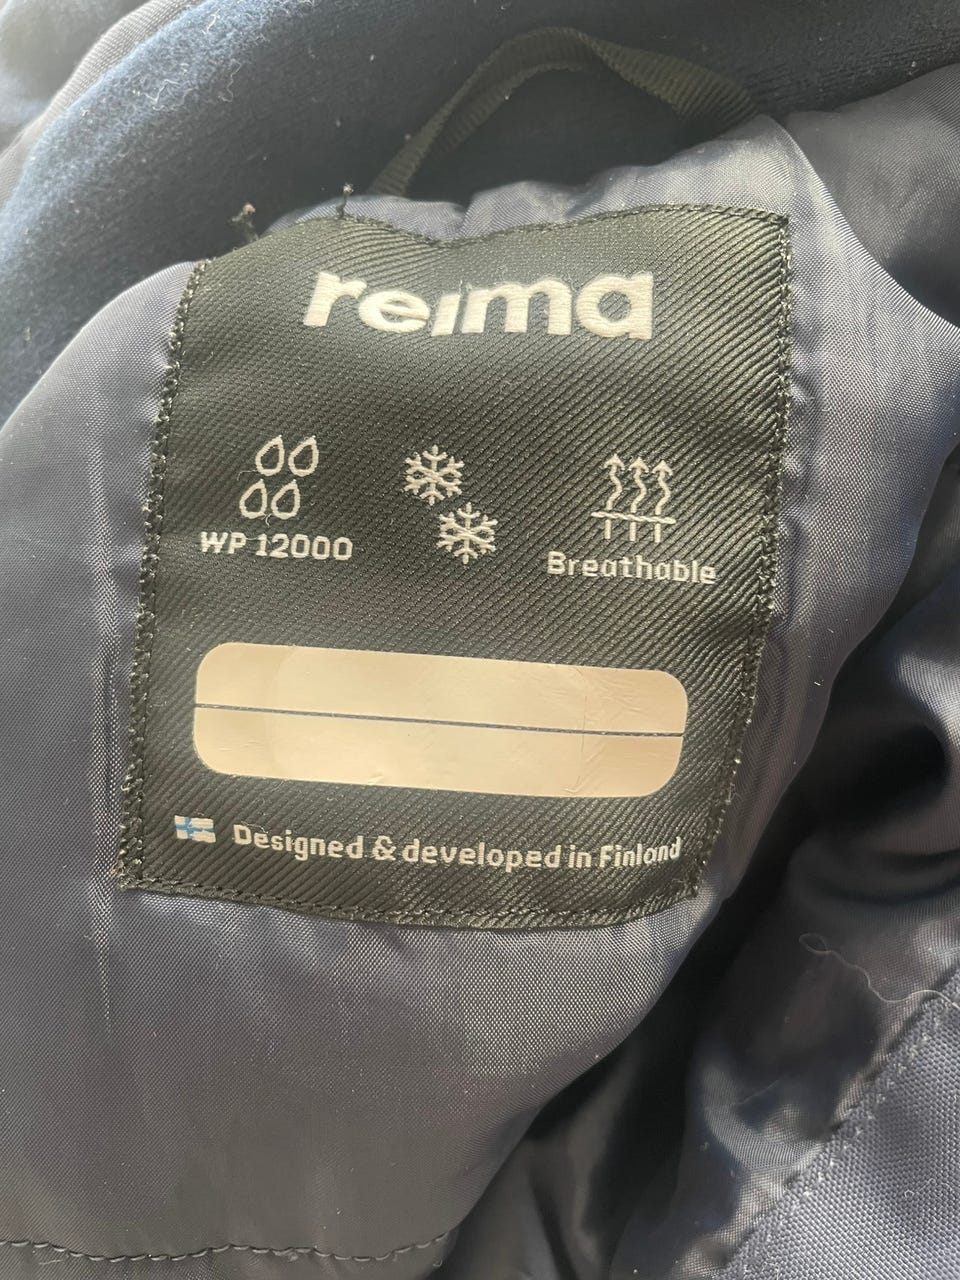 reima
WP 12000
Breathable
Designed & developed in Finland